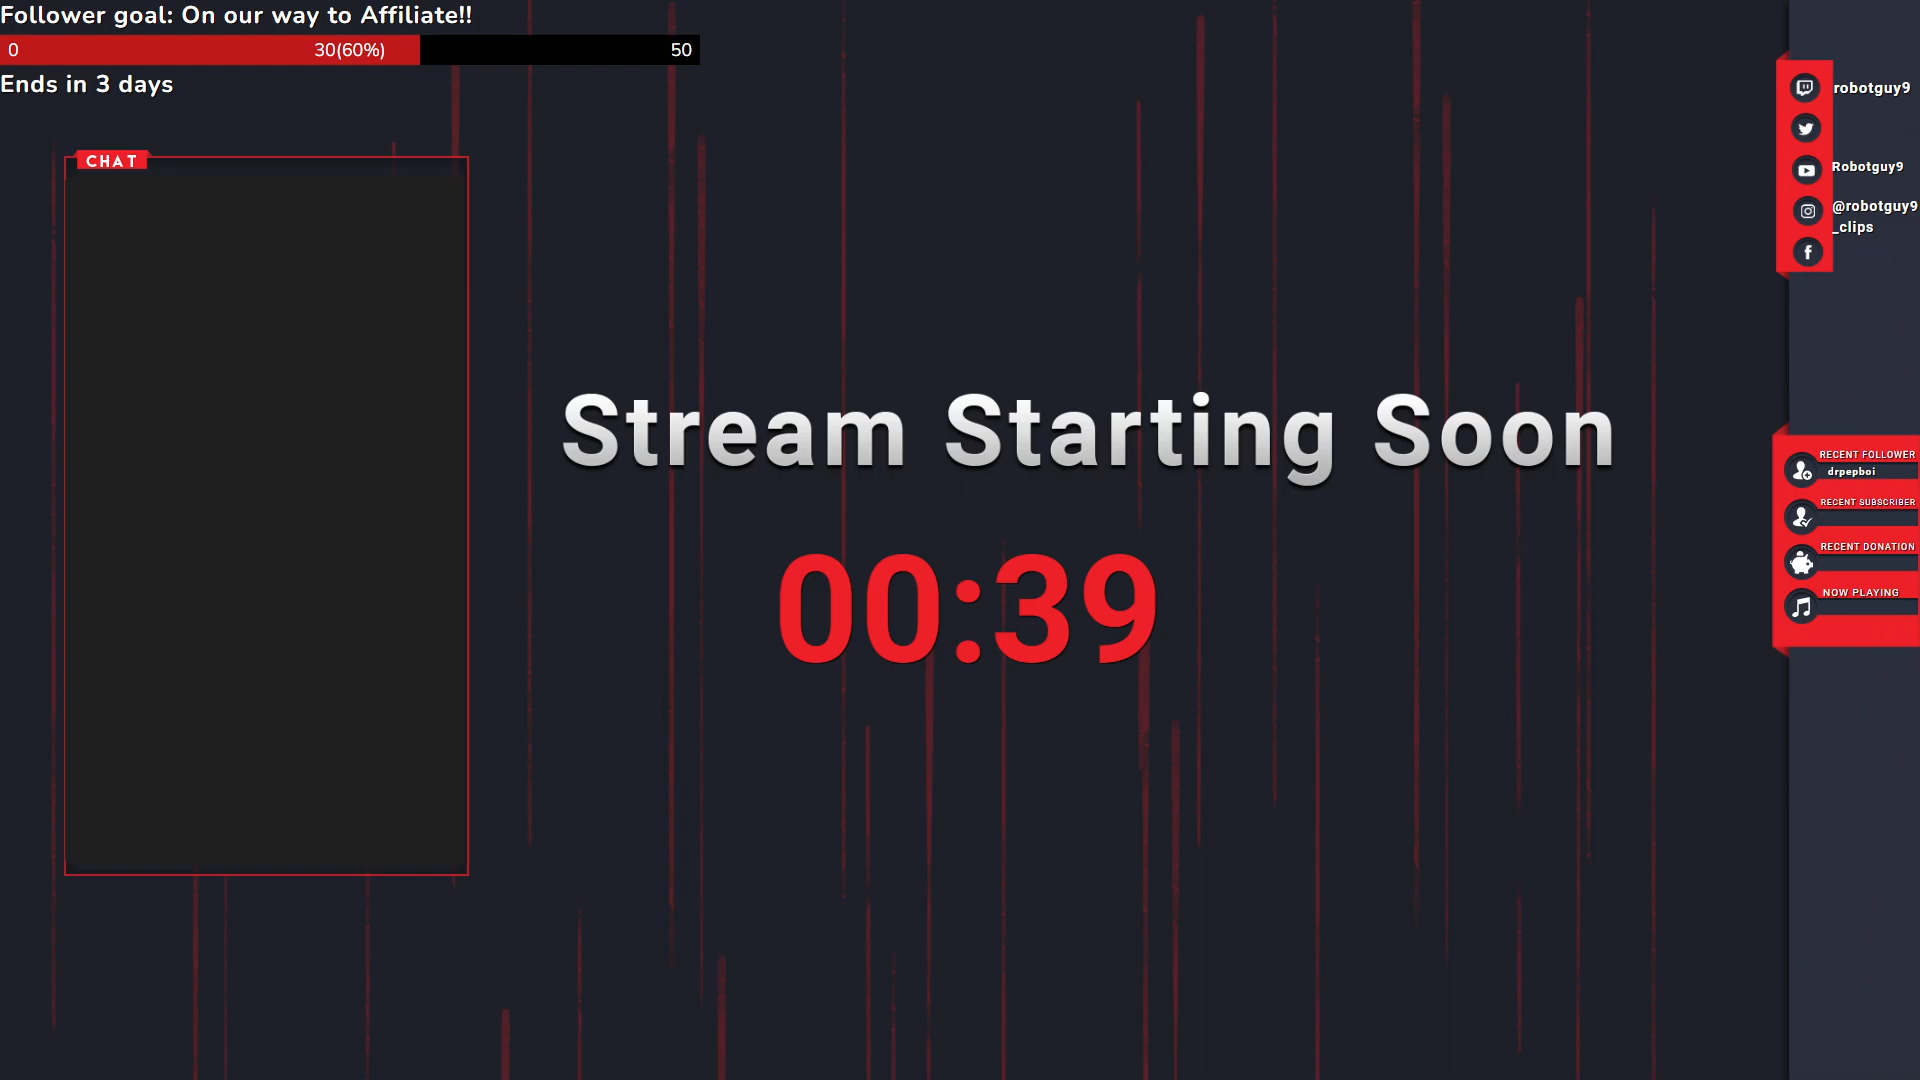 Follower goal: On our way to Affiliate!!
0 30(60%) 50
Ends in 3 days
CHAT
Stream Starting Soon
00:39
robotguy9
Robotguy9
@robotguy9
_clips
RECENT FOLLOWER
drpepboi
RECENT SUBSCRIBER
RECENT DONATION
NOW PLAYING